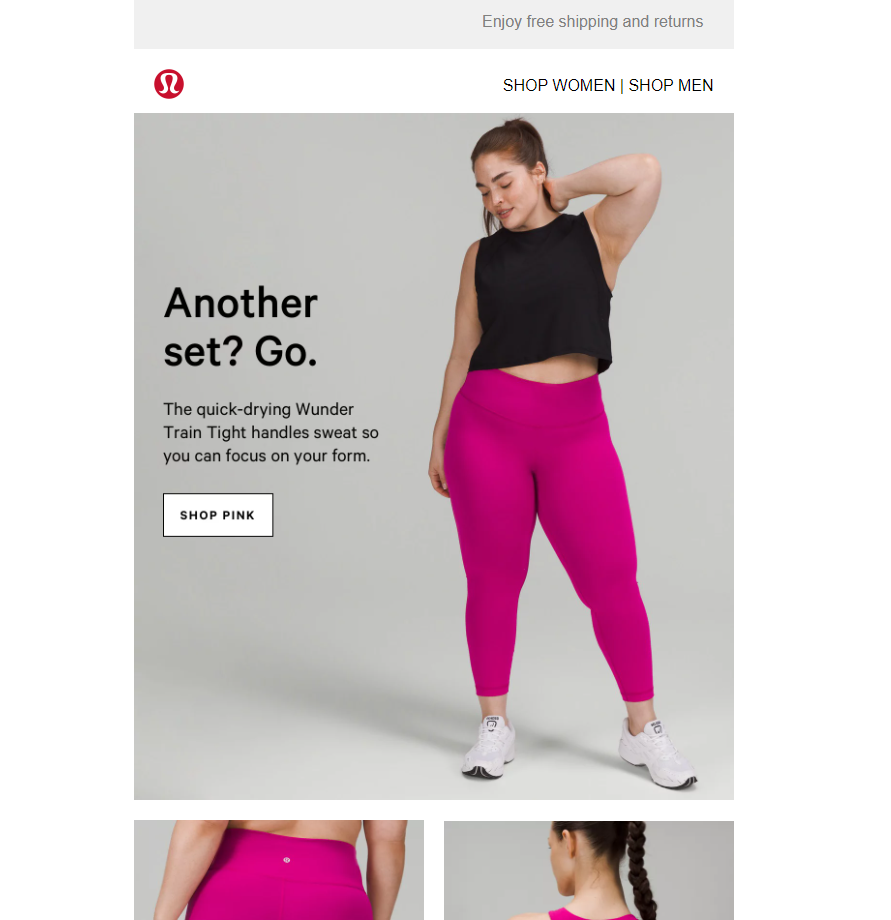 Enjoy free shipping and returns
SHOP WOMEN | SHOP MEN
Another
set? Go.
The quick-drying Wunder
Train Tight handles sweat so
you can focus on your form.
SHOP PINK